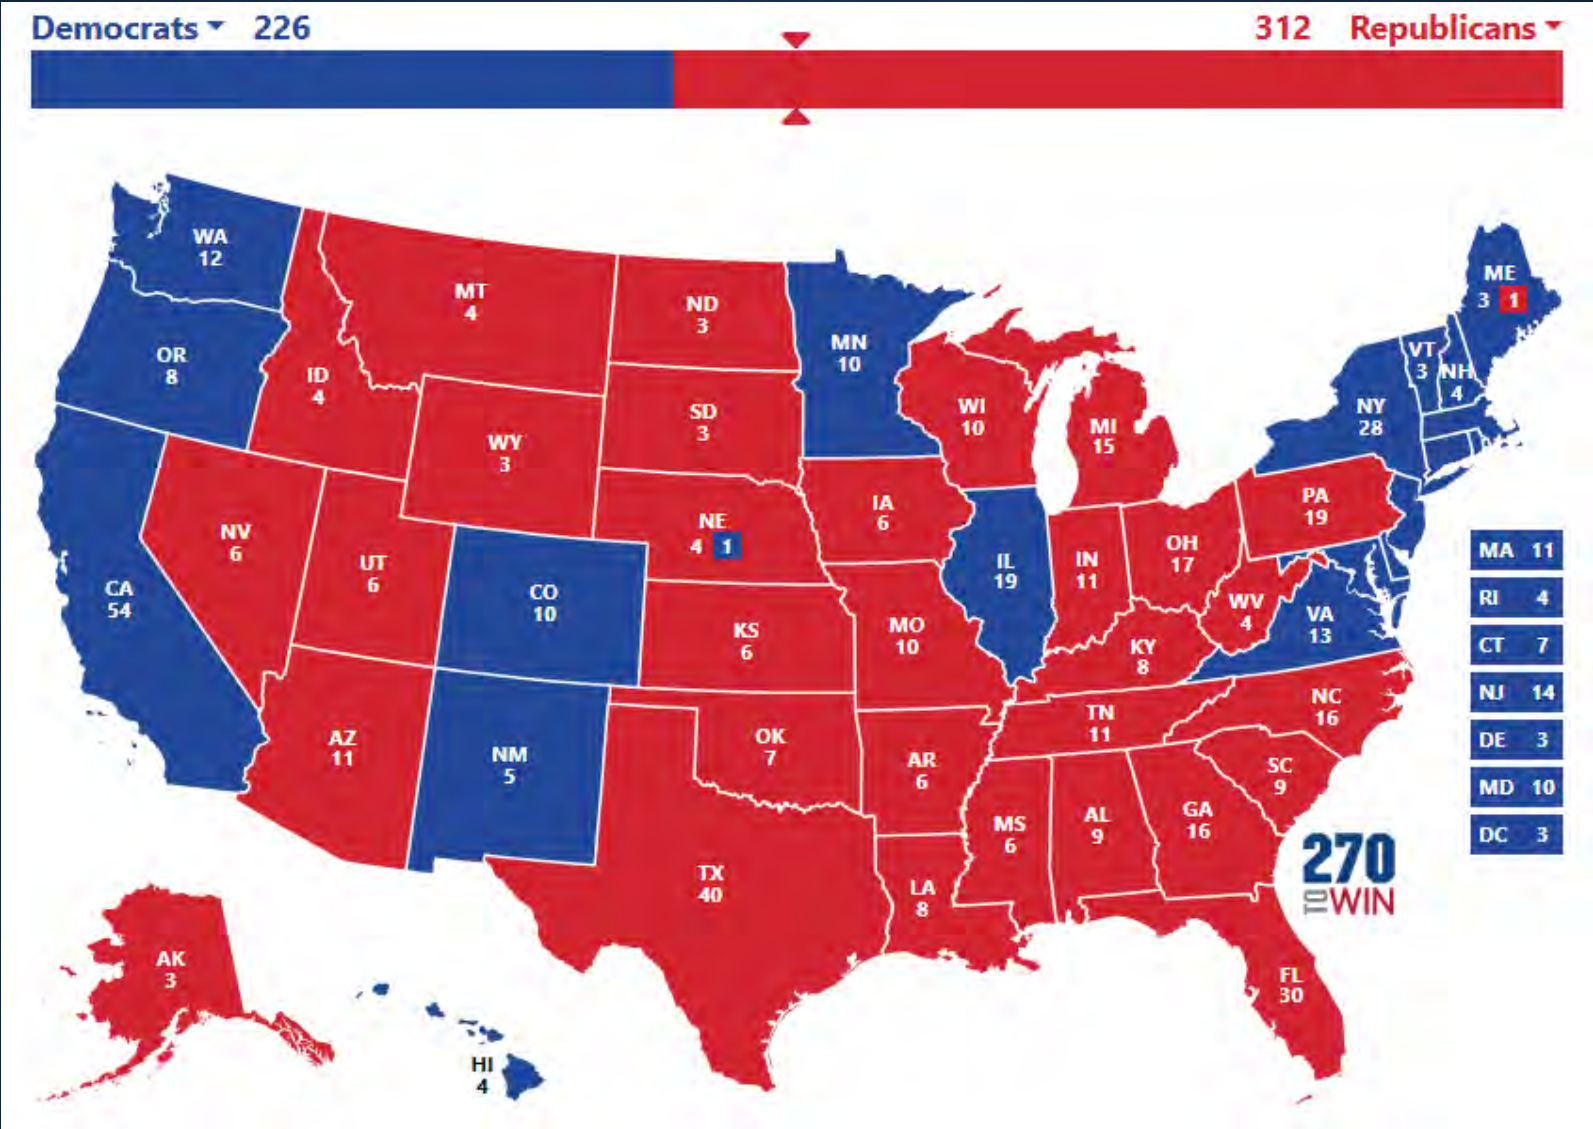 Democrats 226
312 Republicans
WA
12
OR
8
CA
54
NV
6
ID
4
MT
4
WY
3
UT
6
CO
10
AZ
11
NM
5
ND
3
SD
3
NE
4 1
KS
6
OK
7
TX
40
MN
10
IA
6
MO
10
AR
6
LA
8
WI
10
IL
19
MI
15
IN
11
OH
17
KY
8
TN
11
MS
6
AL
9
GA
16
FL
30
SC
9
NC
16
VA
13
WV
4
PA
19
NY
28
VT
3
NH
4
ME
3 1
AK
3
HI
4
MA 11
RI 4
CT 7
NJ 14
DE 3
MD 10
DC 3
270
TO WIN